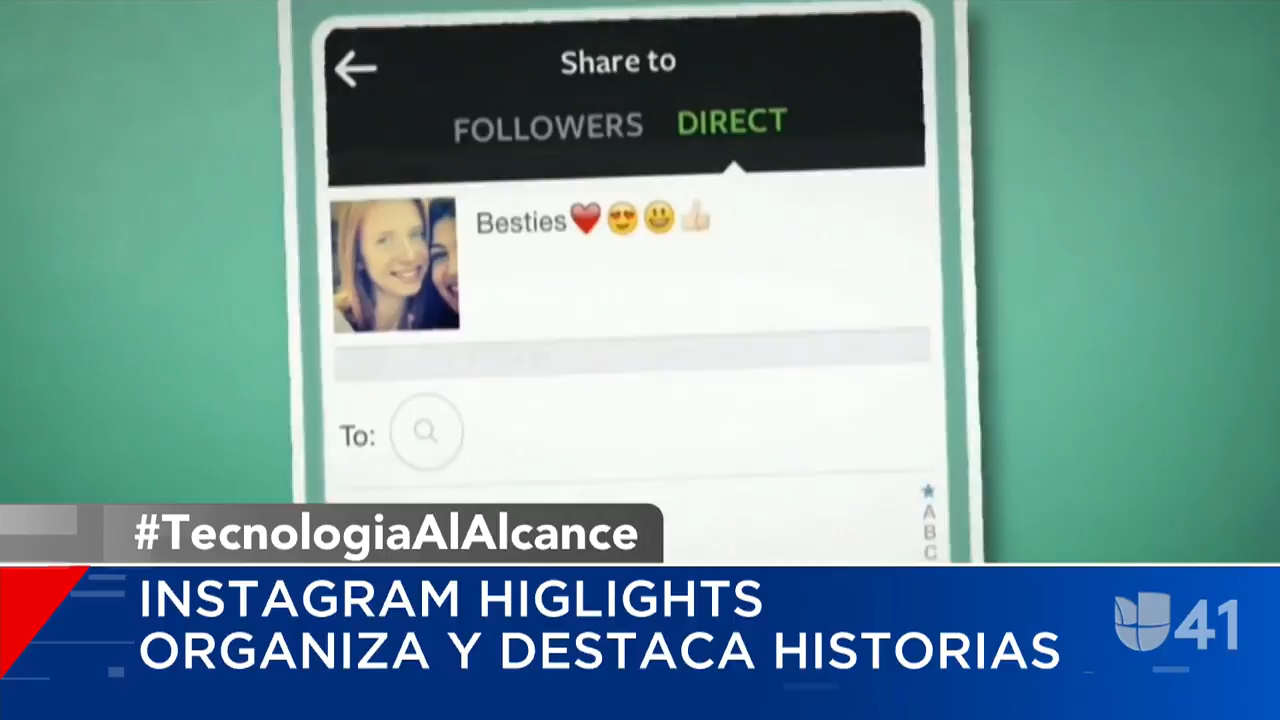 Share to
FOLLOWERS DIRECT
Besties❤️😍😃👍🏻
To:
A
B
C
#TecnologiaAlAlcance
INSTAGRAM HIGLIGHTS
ORGANIZA Y DESTACA HISTORIAS
41